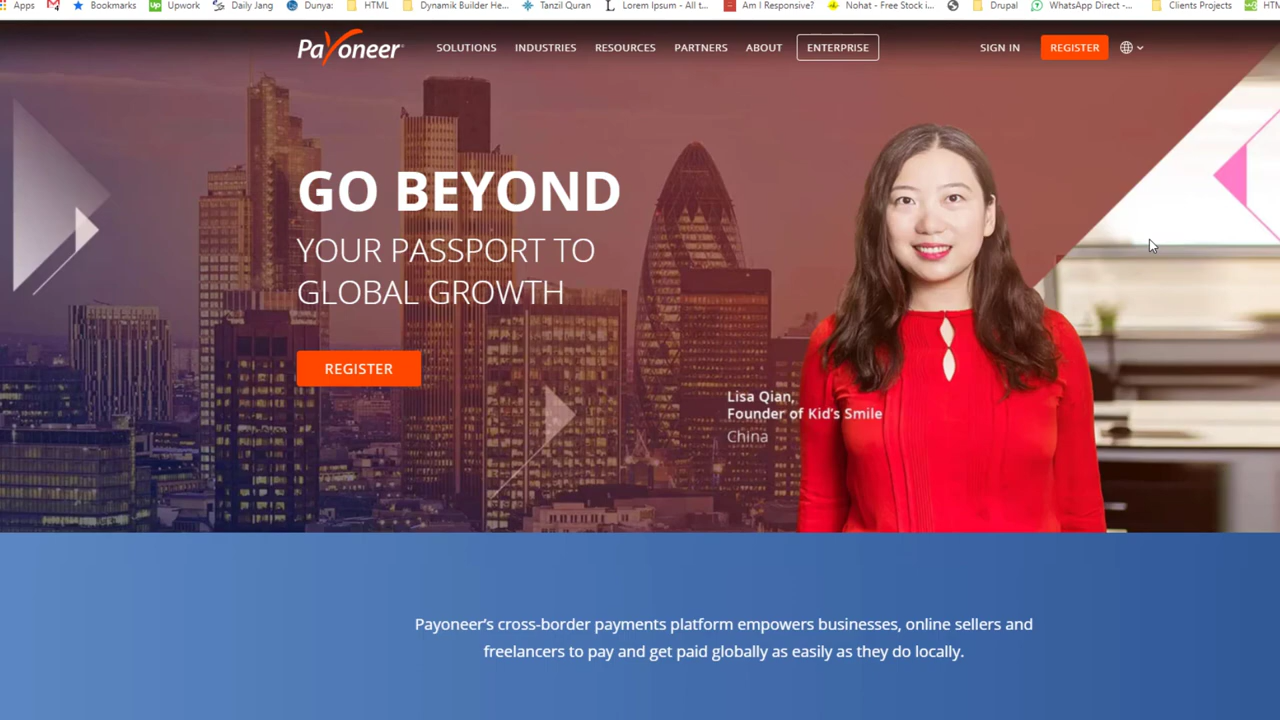 Apps
Bookmarks
Upwork
Daily Jang
Dunya:
HTML
Dynamik Builder He...
Tanzil Quran
Lorem Ipsum - All t...
Am I Responsive?
Nohat - Free Stock i...
Drupal
WhatsApp Direct -...
Clients Projects
HTM
Payoneer
SOLUTIONS
INDUSTRIES
RESOURCES
PARTNERS
ABOUT
ENTERPRISE
SIGN IN
REGISTER
GO BEYOND
YOUR PASSPORT TO
GLOBAL GROWTH
REGISTER
Lisa Qian,
Founder of Kid's Smile
China
Payoneer's cross-border payments platform empowers businesses, online sellers and
freelancers to pay and get paid globally as easily as they do locally.